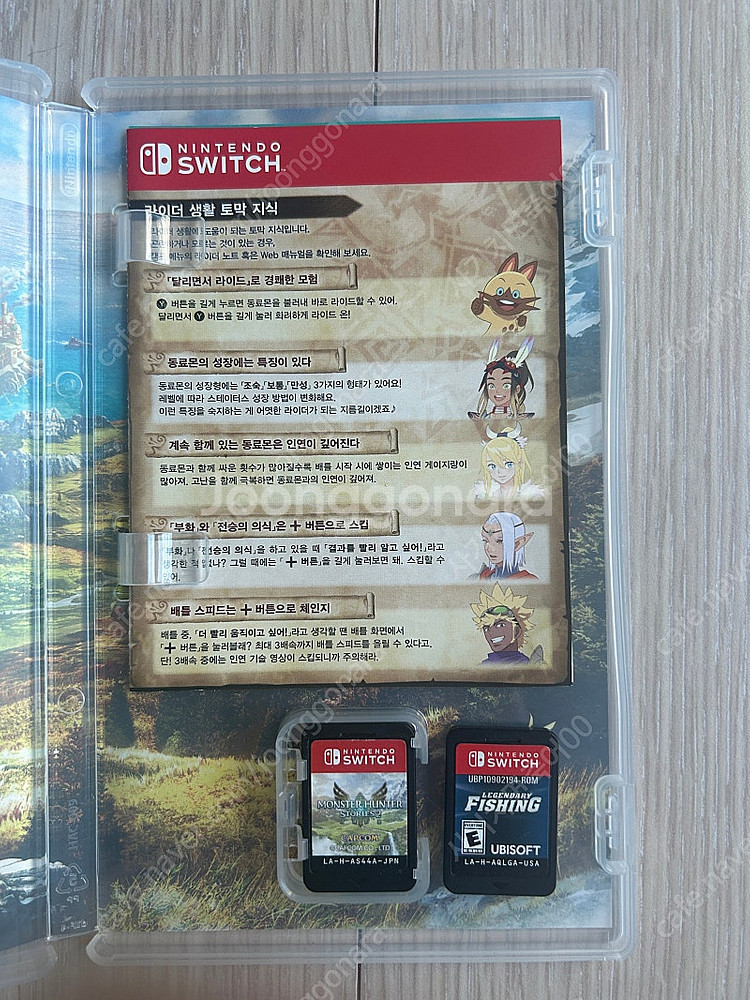 NINTENDO
SWITCH
라이더 생활 토막 지식
라이더 생활에 도움이 되는 토막 지식입니다.
곤란하거나 모르는 것이 있는 경우,
메뉴의 라이더 노트 혹은 Web 매뉴얼을 확인해 보세요.
「달리면서 라이드」로 경쾌한 모험
Y 버튼을 길게 누르면 동료몬을 불러내 바로 라이드할 수 있어.
달리면서 Y 버튼을 길게 눌러 화려하게 라이드 온!
동료몬의 성장에는 특징이 있다
동료몬의 성장형에는 「조숙」「보통」「만성」 3가지의 형태가 있어요!
레벨에 따라 스테이터스 성장 방법이 변화해요.
이런 특징을 숙지하는 게 어엿한 라이더가 되는 지름길이겠죠♪
계속 함께 있는 동료몬은 인연이 깊어진다
동료몬과 함께 싸운 횟수가 많아질수록 배틀 시작 시에 쌓이는 인연 게이지량이
많아져. 고난을 함께 극복하면 동료몬과의 인연이 깊어져.
「부화」와 「전승의 의식」은 + 버튼으로 스킵
「부화」나 「전승의 의식」을 하고 있을 때 「결과를 빨리 알고 싶어!」라고
생각한 적 없나? 그럴 때에는 「+ 버튼」을 길게 눌러보면 돼. 스킵할 수
있어.
배틀 스피드는 + 버튼으로 체인지
배틀 중, 「더 빨리 움직이고 싶어!」라고 생각할 땐 배틀 화면에서
「+ 버튼」을 눌러볼래? 최대 3배속까지 배틀 스피드를 올릴 수 있다고.
단! 3배속 중에는 인연 기술 영상이 스킵되니까 주의해라.
Joonggonara
NINTENDO
SWITCH
MONSTER HUNTER
STORIES 2
CAPCOM
©CAPCOM CO., LTD.
LA-H-AS44A-JPN
NINTENDO
SWITCH
UBP10902194-ROM
LEGENDARY
FISHING
EVERYONE
E
UBISOFT
LA-H-AQLGA-USA